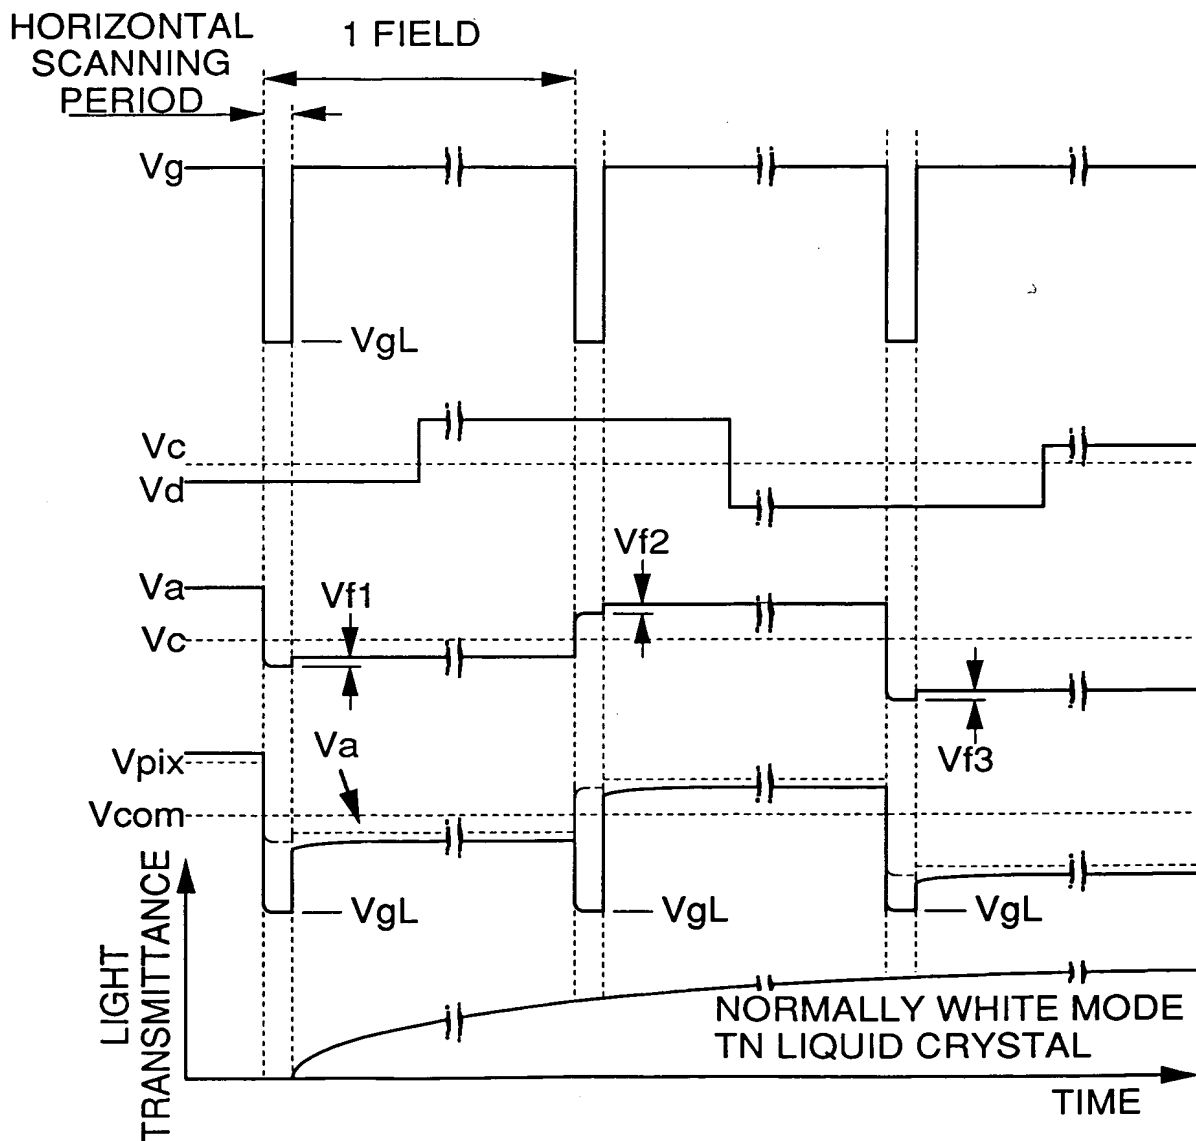 HORIZONTAL
SCANNING
PERIOD
1 FIELD
Vg
VgL
Vc
Vd
Vf2
Va
Vf1
Vc
Va
Vf3
Vpix
Vcom
VgL
VgL
VgL
LIGHT
TRANSMITTANCE
NORMALLY WHITE MODE
TN LIQUID CRYSTAL
TIME